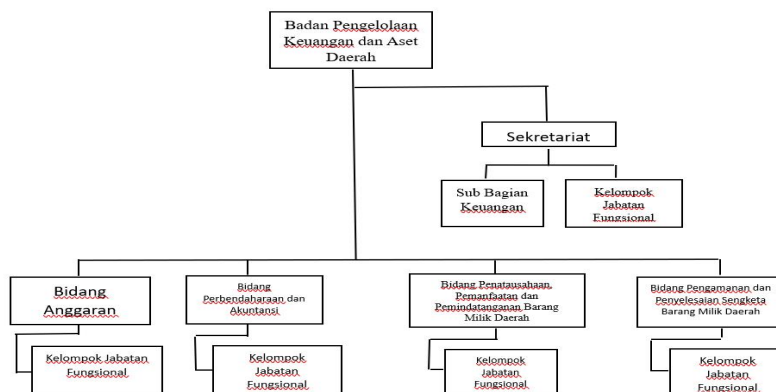 Badan Pengelolaan
Keuangan dan Aset
Daerah
Sekretariat
Sub Bagian
Keuangan
Kelompok
Jabatan
Fungsional
Bidang
Anggaran
Bidang
Perbendaharaan dan
Akuntansi
Bidang Penatausahaan
Pemanfaatan dan
Pemindatanganan Barang
Milik Daerah
Bidang Pengamanan dan
Penyelesaian Sengketa
Barang Milik Daerah
Kelompok Jabatan
Fungsional
Kelompok
Jabatan
Fungsional
Kelompok
Jabatan
Fungsional
Kelompok
Jabatan
Fungsional